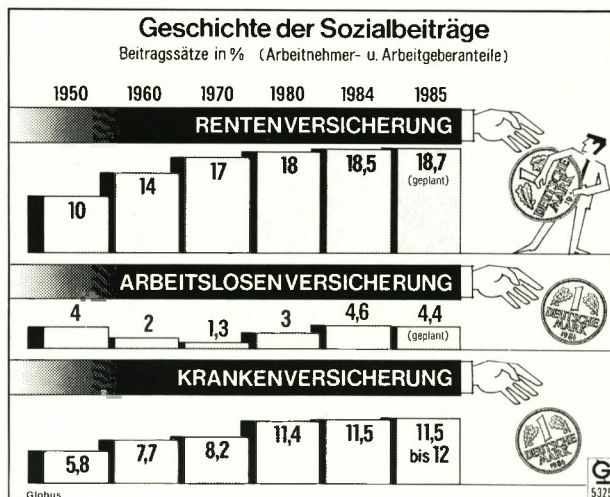 Geschichte der Sozialbeiträge
Beitragssätze in % (Arbeitnehmer- u. Arbeitgeberanteile)
1950 1960 1970 1980 1984 1985
RENTENVERSICHERUNG
10 14 17 18 18,5 18,7
(geplant)
1 DEUTSCHE MARK
ARBEITSLOSENVERSICHERUNG
4 2 1,3 3 4,6 4,4
(geplant)
1 DEUTSCHE MARK
KRANKENVERSICHERUNG
5,8 7,7 8,2 11,4 11,5 11,5
bis 12
1 DEUTSCHE MARK
Globus
G